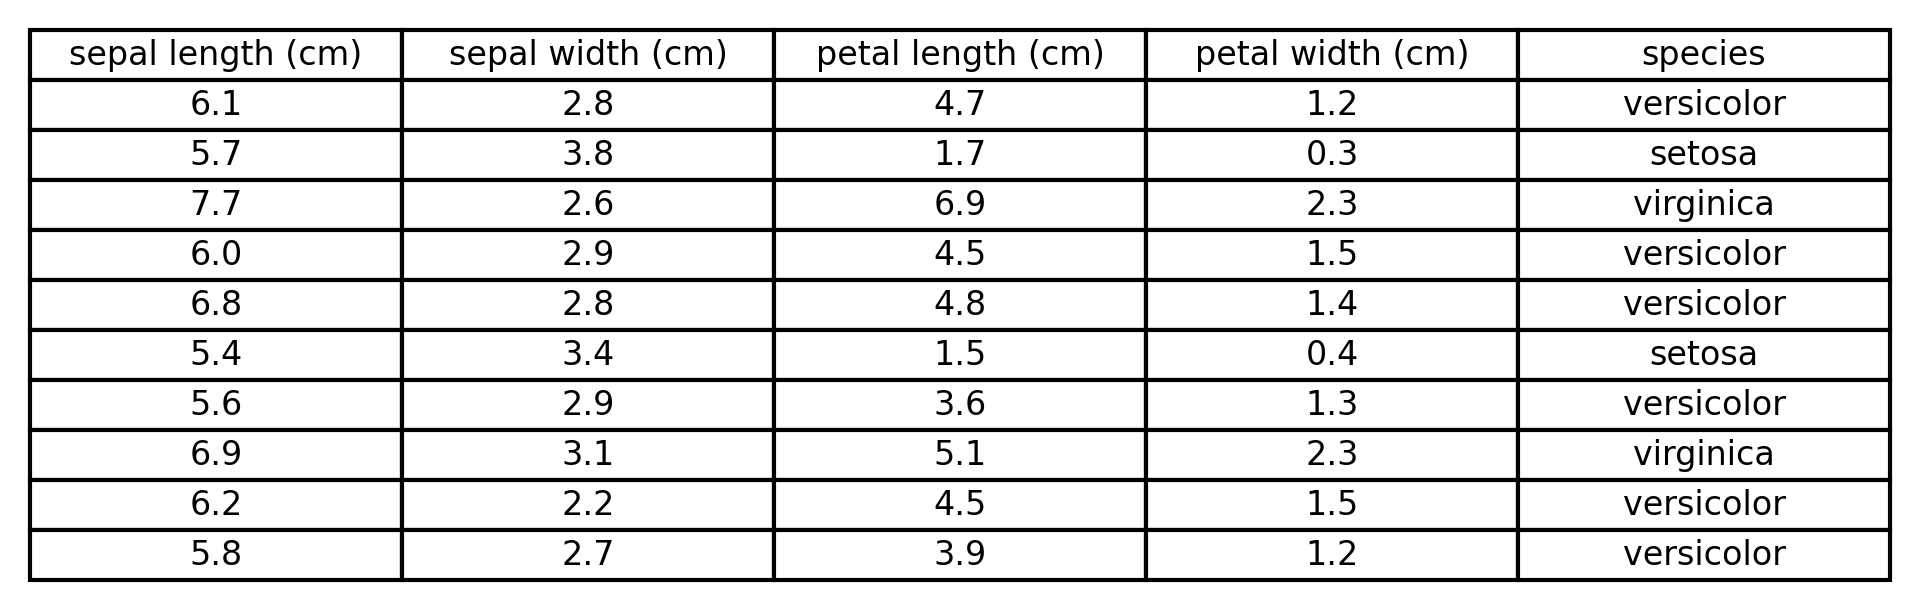 sepal length (cm) sepal width (cm) petal length (cm) petal width (cm) species
6.1 2.8 4.7 1.2 versicolor
5.7 3.8 1.7 0.3 setosa
7.7 2.6 6.9 2.3 virginica
6.0 2.9 4.5 1.5 versicolor
6.8 2.8 4.8 1.4 versicolor
5.4 3.4 1.5 0.4 setosa
5.6 2.9 3.6 1.3 versicolor
6.9 3.1 5.1 2.3 virginica
6.2 2.2 4.5 1.5 versicolor
5.8 2.7 3.9 1.2 versicolor